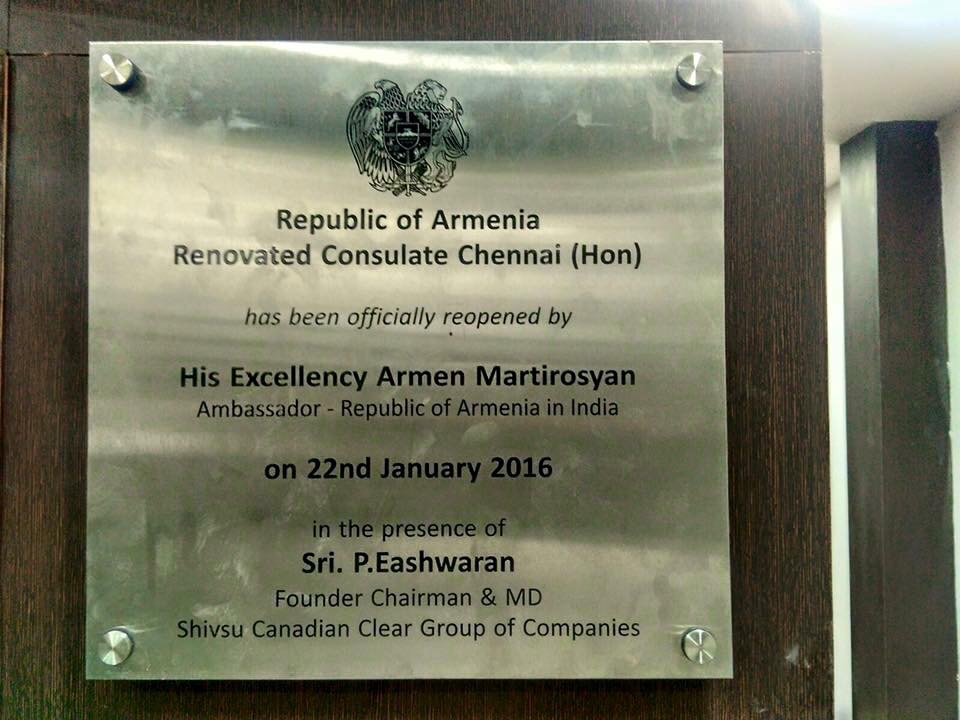 Republic of Armenia
Renovated Consulate Chennai (Hon)
has been officially reopened by
His Excellency Armen Martirosyan
Ambassador - Republic of Armenia in India
on 22nd January 2016
in the presence of
Sri. P.Eashwaran
Founder Chairman & MD
Shivsu Canadian Clear Group of Companies